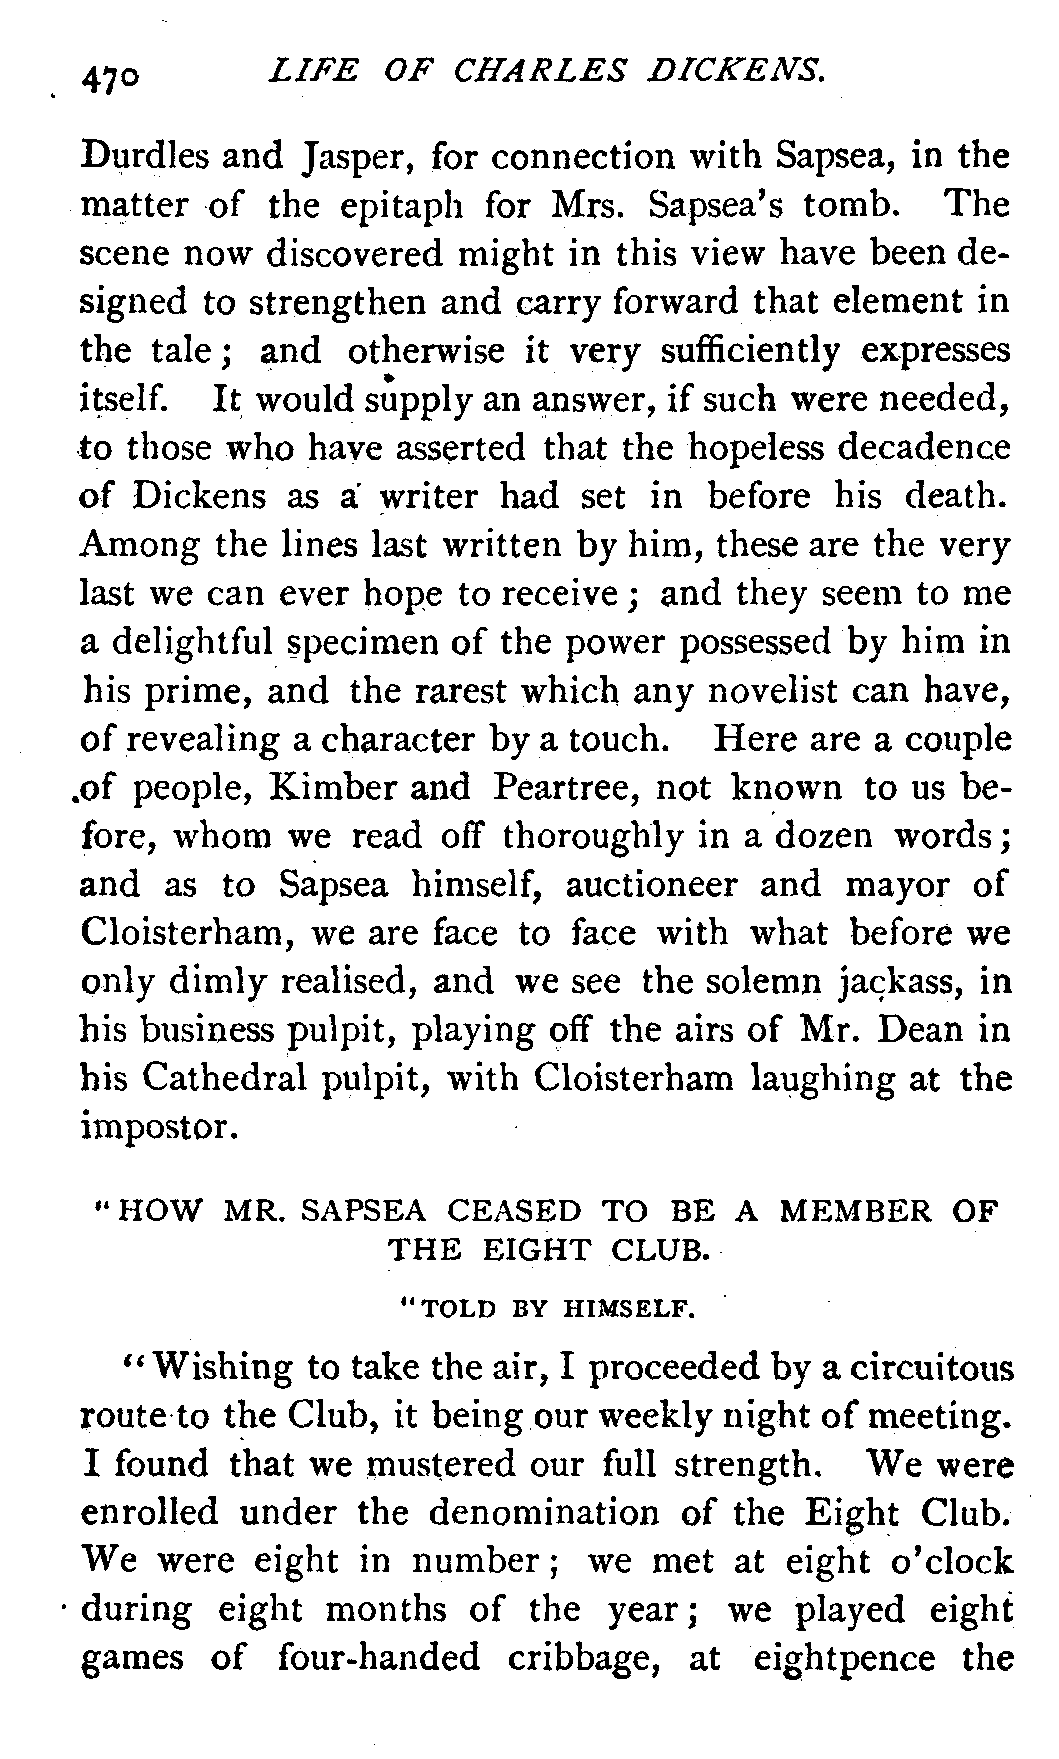 470 LIFE OF CHARLES DICKENS.
Durdles and Jasper, for connection with Sapsea, in the
matter of the epitaph for Mrs. Sapsea's tomb. The
scene now discovered might in this view have been de-
signed to strengthen and carry forward that element in
the tale; and otherwise it very sufficiently expresses
itself. It would supply an answer, if such were needed,
to those who have asserted that the hopeless decadence
of Dickens as a writer had set in before his death.
Among the lines last written by him, these are the very
last we can ever hope to receive; and they seem to me
a delightful specimen of the power possessed by him in
his prime, and the rarest which any novelist can have,
of revealing a character by a touch. Here are a couple
of people, Kimber and Peartree, not known to us be-
fore, whom we read off thoroughly in a dozen words;
and as to Sapsea himself, auctioneer and mayor of
Cloisterham, we are face to face with what before we
only dimly realised, and we see the solemn jackass, in
his business pulpit, playing off the airs of Mr. Dean in
his Cathedral pulpit, with Cloisterham laughing at the
impostor.
"HOW MR. SAPSEA CEASED TO BE A MEMBER OF
THE EIGHT CLUB.
"TOLD BY HIMSELF.
"Wishing to take the air, I proceeded by a circuitous
route to the Club, it being our weekly night of meeting.
I found that we mustered our full strength. We were
enrolled under the denomination of the Eight Club.
We were eight in number; we met at eight o'clock
during eight months of the year; we played eight
games of four-handed cribbage, at eightpence the